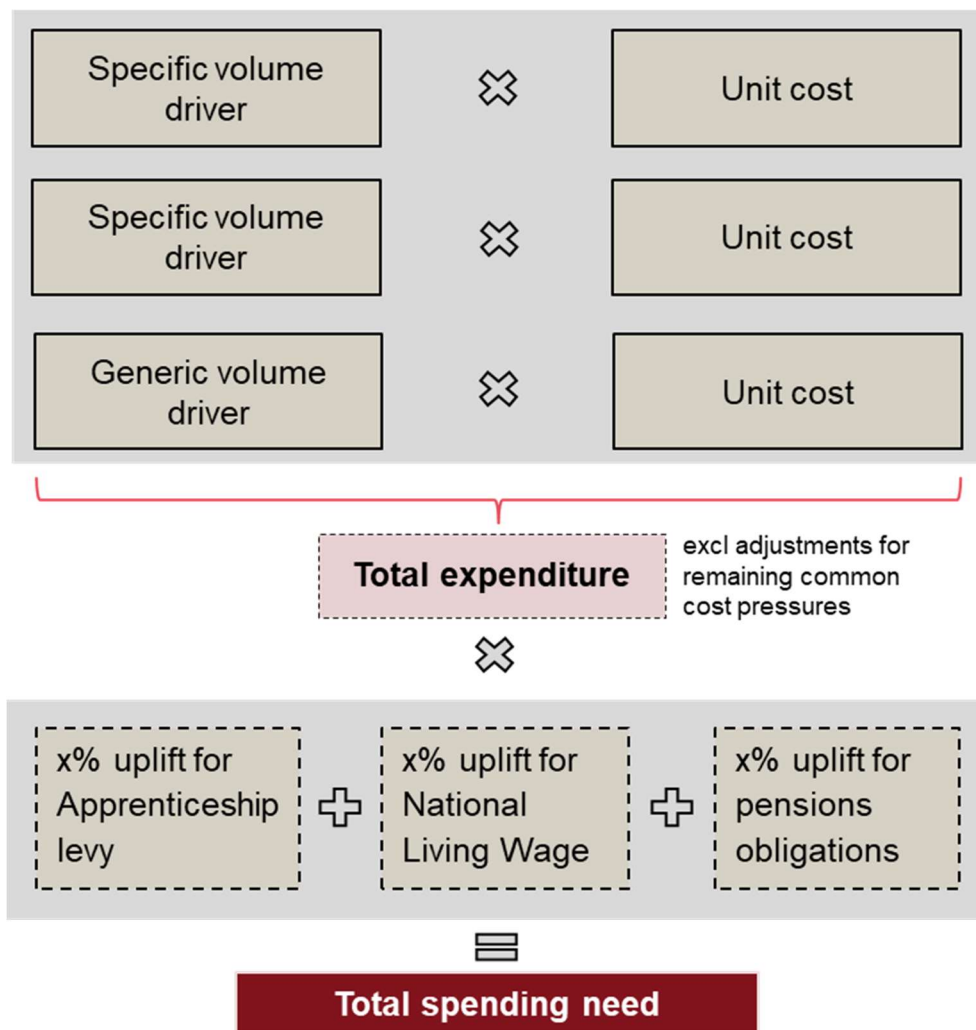 Specific volume
driver
Unit cost
Specific volume
driver
Unit cost
Generic volume
driver
Unit cost
Total expenditure
excl adjustments for
remaining common
cost pressures
x% uplift for
Apprenticeship
levy
x% uplift for
National
Living Wage
x% uplift for
pensions
obligations
Total spending need